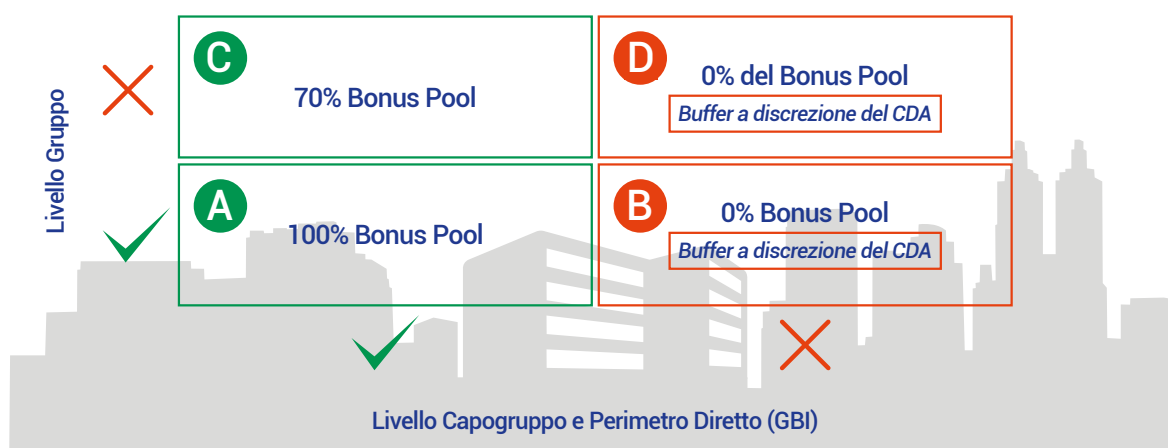 C
70% Bonus Pool
D
0% del Bonus Pool
Buffer a discrezione del CDA
Livello Gruppo
A
100% Bonus Pool
B
0% Bonus Pool
Buffer a discrezione del CDA
Livello Capogruppo e Perimetro Diretto (GBI)